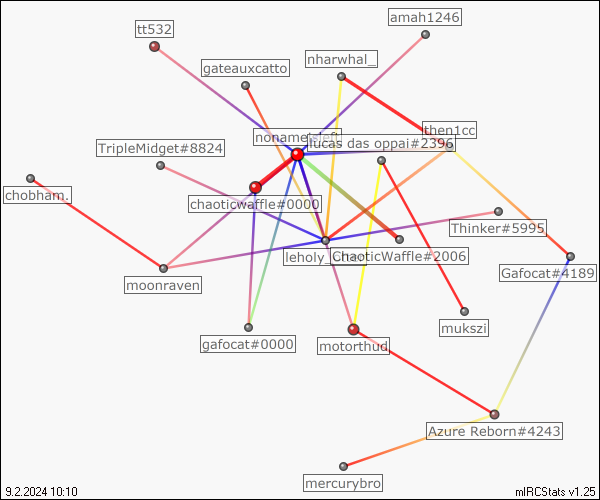 amah1246
tt532
nharwhal_
gateauxcatto
then1cc
lucas das oppai#2396
TripleMidget#8824
chobham.
chaoticwaffle#0000
Thinker#5995
leholy_
ChaoticWaffle#2006
Gafocat#4189
moonraven
mukszi
gafocat#0000
motorthud
Azure Reborn#4243
mercurybro
9.2.2024 10:10
mIRCStats v1.25